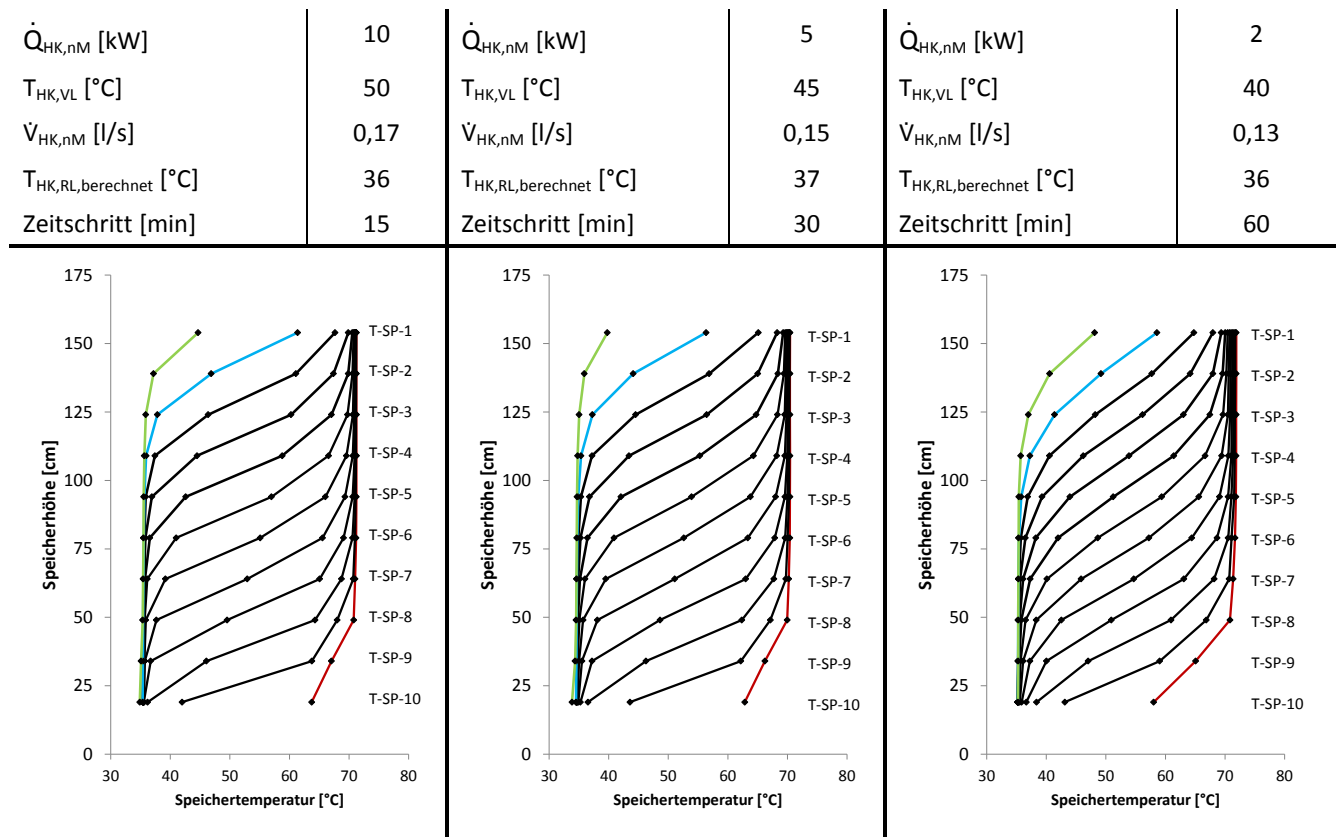 Q̇HK,nM [kW] 10 Q̇HK,nM [kW] 5 Q̇HK,nM [kW] 2
THK,VL [°C] 50 THK,VL [°C] 45 THK,VL [°C] 40
V̇HK,nM [l/s] 0,17 V̇HK,nM [l/s] 0,15 V̇HK,nM [l/s] 0,13
THK,RL,berechnet [°C] 36 THK,RL,berechnet [°C] 37 THK,RL,berechnet [°C] 36
Zeitschritt [min] 15 Zeitschritt [min] 30 Zeitschritt [min] 60
Speicherhöhe [cm]
175
150
125
100
75
50
25
0
T-SP-1
T-SP-2
T-SP-3
T-SP-4
T-SP-5
T-SP-6
T-SP-7
T-SP-8
T-SP-9
T-SP-10
30 40 50 60 70 80
Speichertemperatur [°C]
Speicherhöhe [cm]
175
150
125
100
75
50
25
0
T-SP-1
T-SP-2
T-SP-3
T-SP-4
T-SP-5
T-SP-6
T-SP-7
T-SP-8
T-SP-9
T-SP-10
30 40 50 60 70 80
Speichertemperatur [°C]
Speicherhöhe [cm]
175
150
125
100
75
50
25
0
T-SP-1
T-SP-2
T-SP-3
T-SP-4
T-SP-5
T-SP-6
T-SP-7
T-SP-8
T-SP-9
T-SP-10
30 40 50 60 70 80
Speichertemperatur [°C]